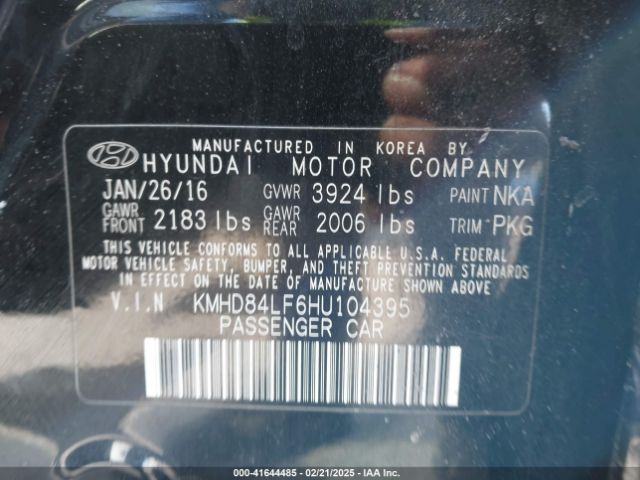 MANUFACTURED IN KOREA BY
HYUNDAI MOTOR COMPANY
JAN/26/16 GVWR 3924 lbs PAINT NKA
GAWR FRONT 2183 lbs GAWR REAR 2006 lbs TRIM PKG
THIS VEHICLE CONFORMS TO ALL APPLICABLE U.S.A. FEDERAL
MOTOR VEHICLE SAFETY, BUMPER, AND THEFT PREVENTION STANDARDS
IN EFFECT ON THE DATE OF MANUFACTURE SHOWN ABOVE.
V.I.N KMHD84LF6HU104395
PASSENGER CAR
000-41644485 - 02/21/2025 - IAA Inc.